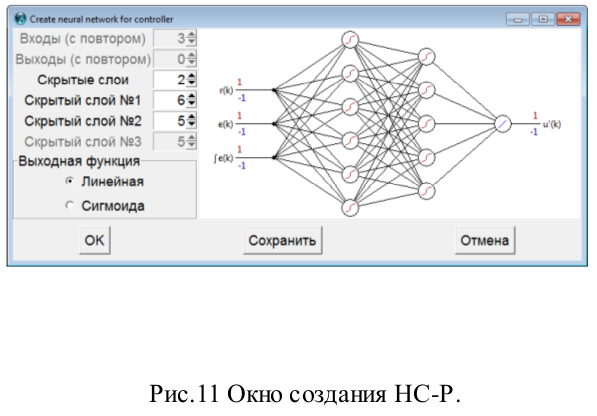 Create neural network for controller
Входы (с повтором) 3
Выходы (с повтором) 0
Скрытые слои 2
Скрытый слой №1 6
Скрытый слой №2 5
Скрытый слой №3 5
Выходная функция
Линейная
Сигмоида
r(k) 1 -1
e(k) 1 -1
∫e(k) 1 -1
1 -1 u'(k)
OK Сохранить Отмена
Рис.11 Окно создания НС-Р.